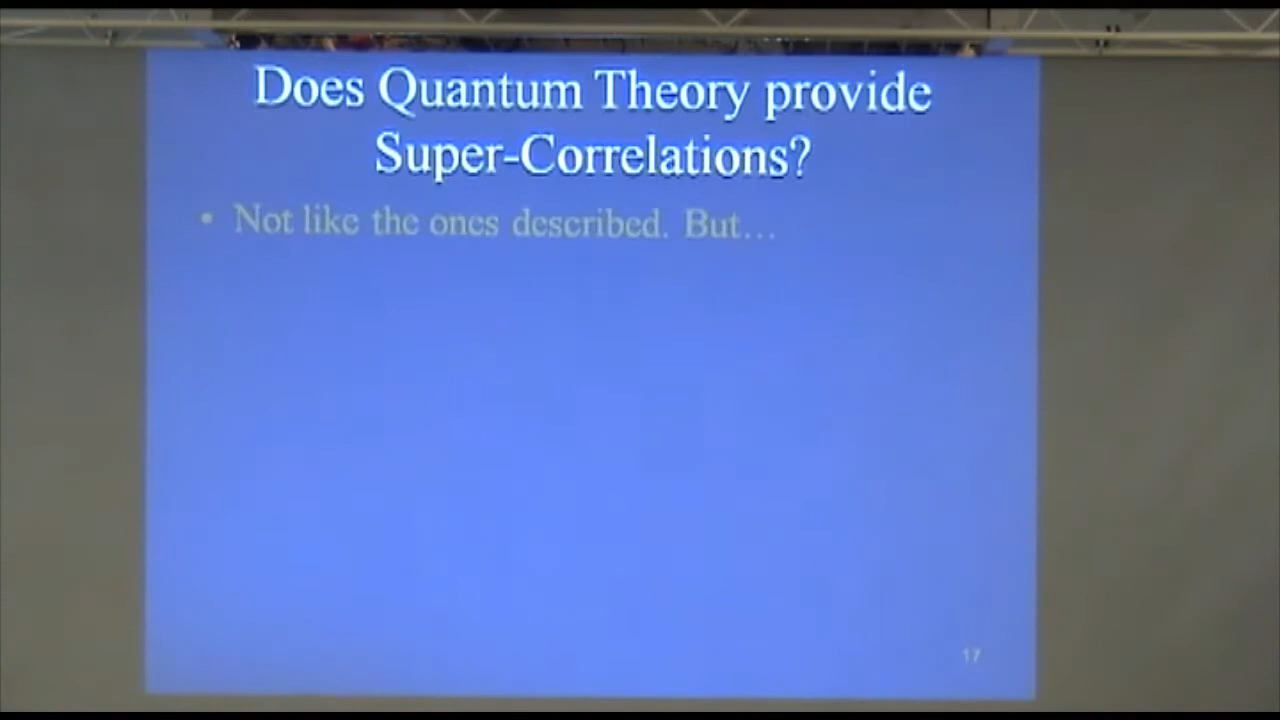 Does Quantum Theory provide
Super-Correlations?
• Not like the ones described. But…
17